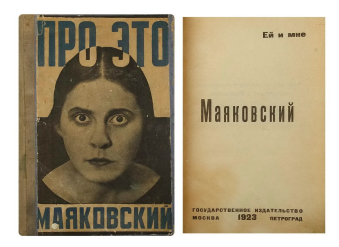 ПРО ЭТО
МАЯКОВСКИЙ
Ей и мне
Маяковский
ГОСУДАРСТВЕННОЕ ИЗДАТЕЛЬСТВО
МОСКВА 1923 ПЕТРОГРАД